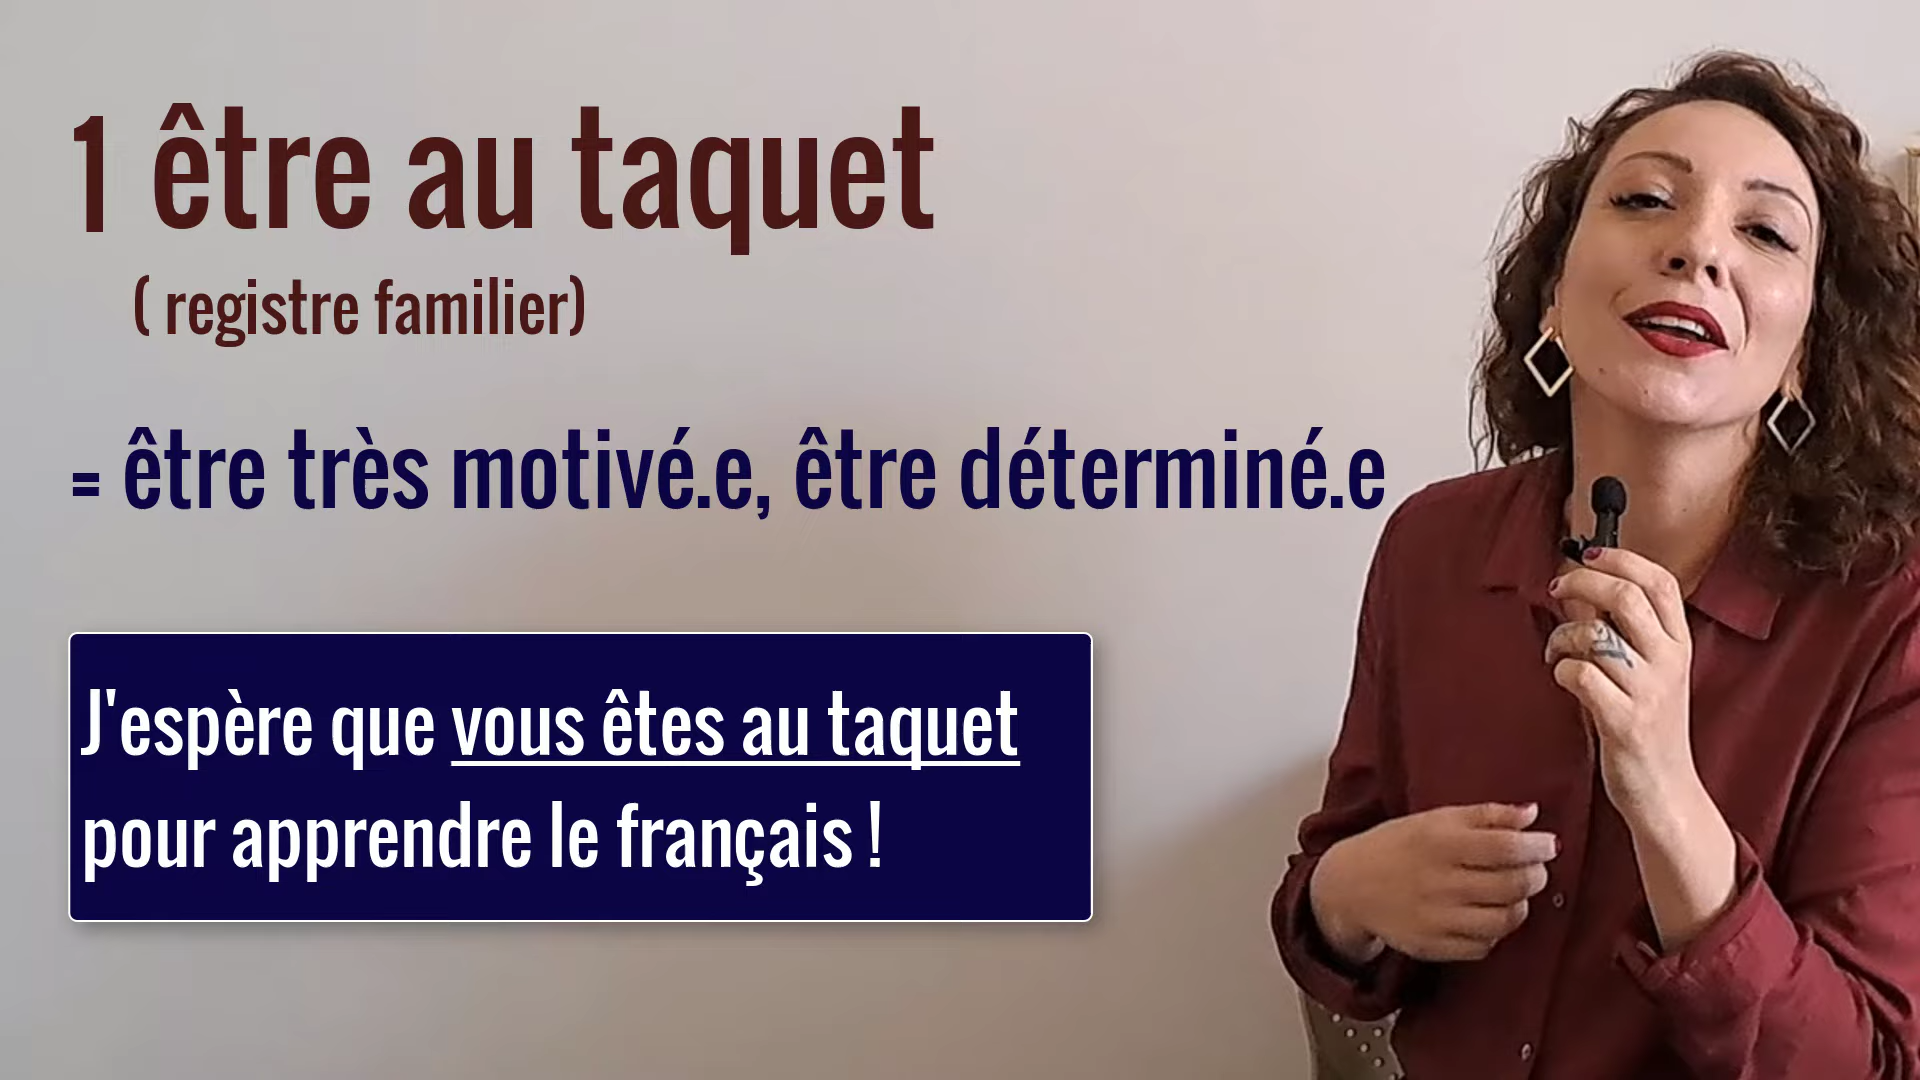 1 être au taquet
( registre familier)
= être très motivé.e, être déterminé.e
J'espère que vous êtes au taquet
pour apprendre le français !